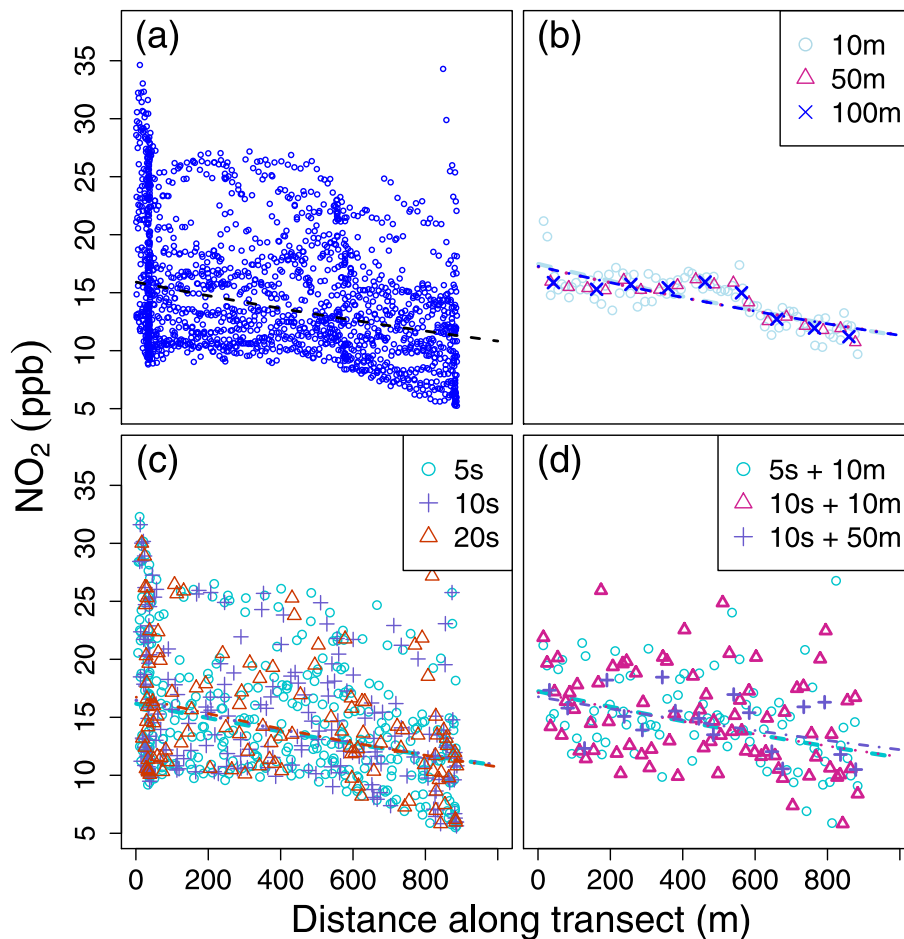 (a)
(b)
10m
50m
100m
35
30
25
20
15
10
5
NO₂ (ppb)
(c)
5s
10s
20s
(d)
5s + 10m
10s + 10m
10s + 50m
35
30
25
20
15
10
5
0 200 400 600 800
0 200 400 600 800
Distance along transect (m)